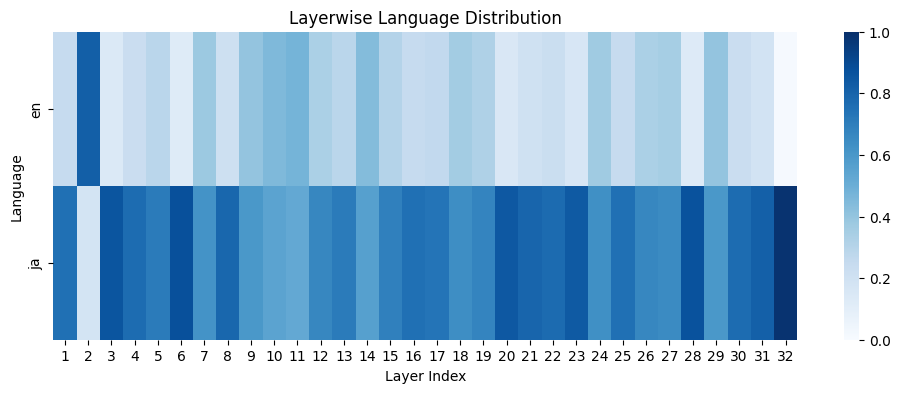 Layerwise Language Distribution
en
ja
Language
1 2 3 4 5 6 7 8 9 10 11 12 13 14 15 16 17 18 19 20 21 22 23 24 25 26 27 28 29 30 31 32
Layer Index
1.0
0.8
0.6
0.4
0.2
0.0